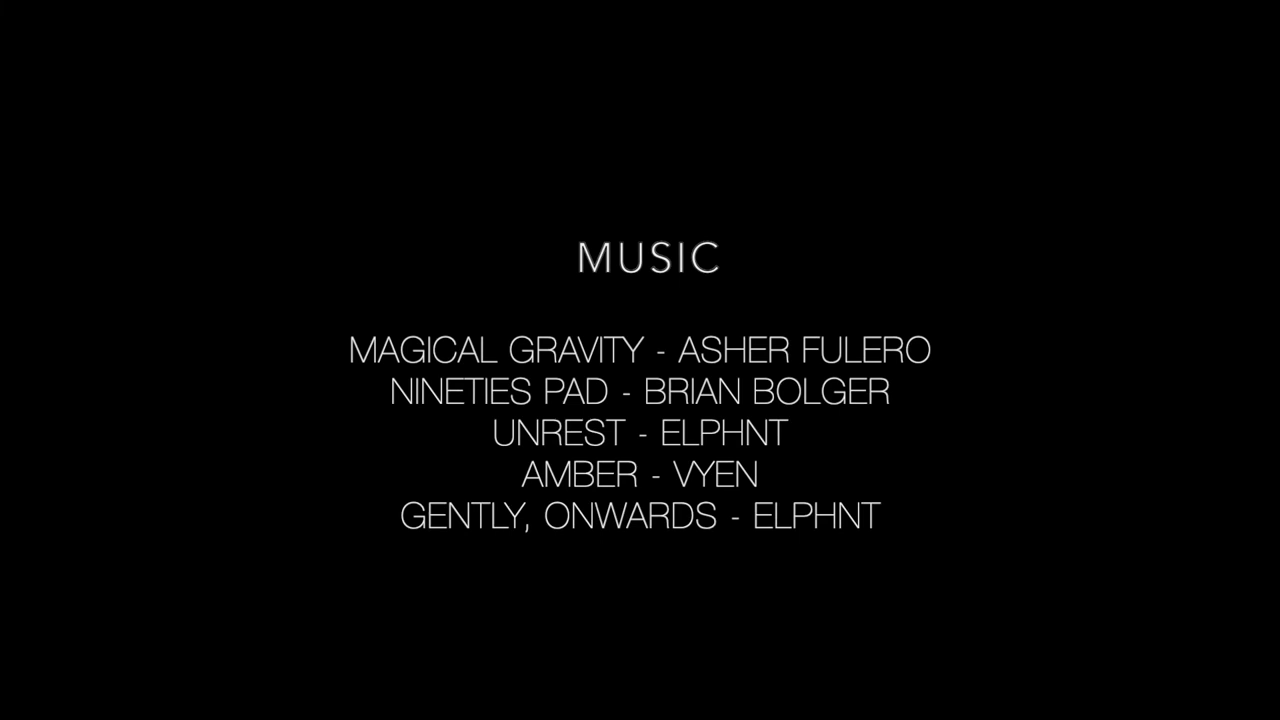 MUSIC
MAGICAL GRAVITY - ASHER FULERO
NINETIES PAD - BRIAN BOLGER
UNREST - ELPHNT
AMBER - VYEN
GENTLY, ONWARDS - ELPHNT